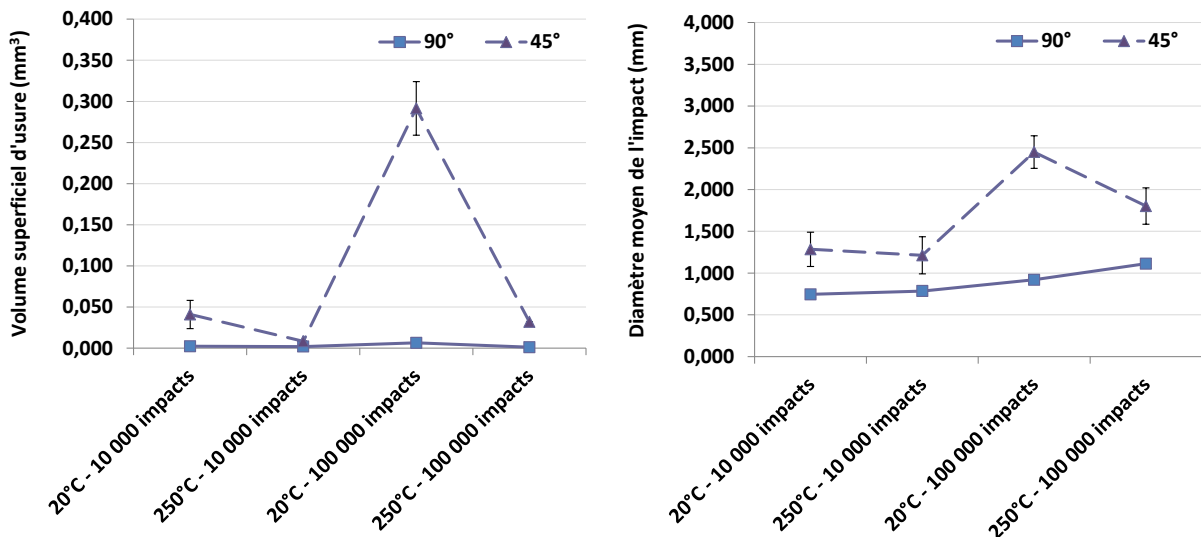 Volume superficiel d'usure (mm³)
0,400
0,350
0,300
0,250
0,200
0,150
0,100
0,050
0,000
90°
45°
20°C - 10 000 impacts
250°C - 10 000 impacts
20°C - 100 000 impacts
250°C - 100 000 impacts
Diamètre moyen de l'impact (mm)
4,000
3,500
3,000
2,500
2,000
1,500
1,000
0,500
0,000
90°
45°
20°C - 10 000 impacts
250°C - 10 000 impacts
20°C - 100 000 impacts
250°C - 100 000 impacts